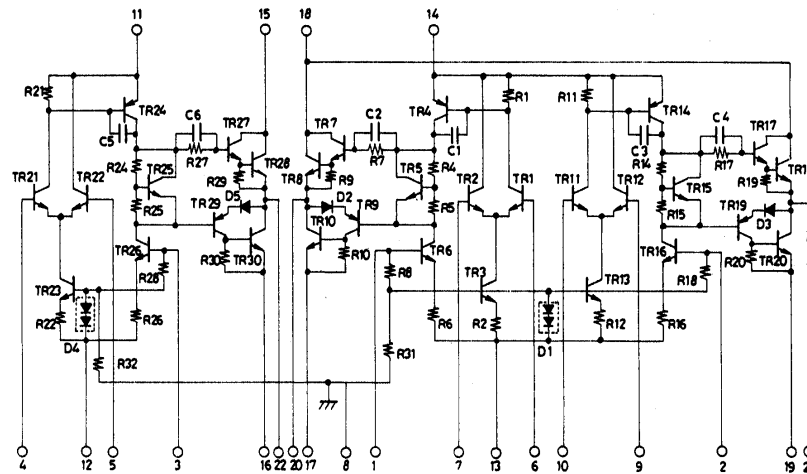 11 15 18 14
R21 TR24 C6 TR27 TR7 C2 TR4 R1 R11 TR14 C4 TR17
C5 R27 R7 C1 C3 R17
R24 TR25 TR28 TR8 R4 R14
TR21 TR22 R29 R9 TR5 TR2 TR1 TR11 TR12 TR15 R19
R25 TR29 D5 D2 R5 R15 TR19 D3
TR10 R9
TR26 R30 TR30 R10 TR6 TR16 R20 TR20
R28 R8 R18
TR23 TR3 TR13
R22 R26 R6 R2 R12 R16
D4 R32 R31 D1
4 12 5 3 16 22 20 17 8 1 7 13 6 10 9 2 19